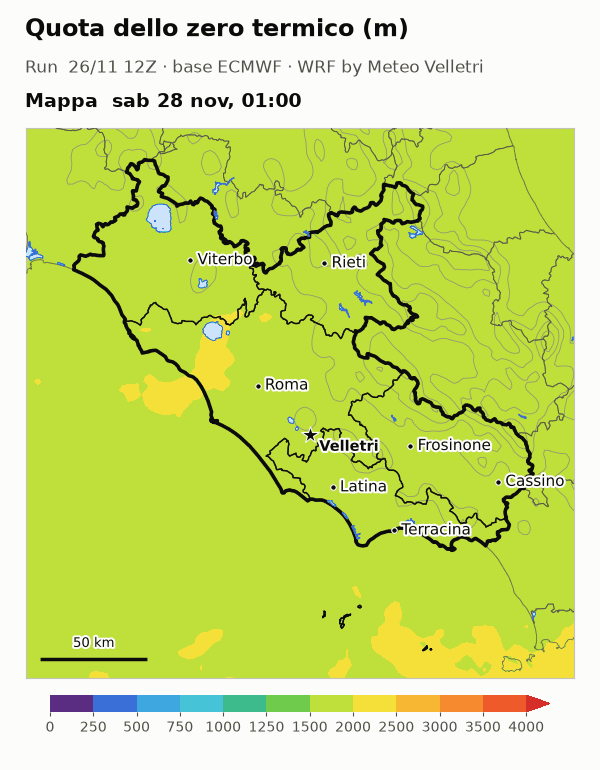 Quota dello zero termico (m)
Run  26/11 12Z · base ECMWF · WRF by Meteo Velletri
Mappa  sab 28 nov, 01:00
Viterbo
Rieti
Roma
Velletri
Frosinone
Cassino
Latina
Terracina
50 km
0 250 500 750 1000 1250 1500 2000 2500 3000 3500 4000